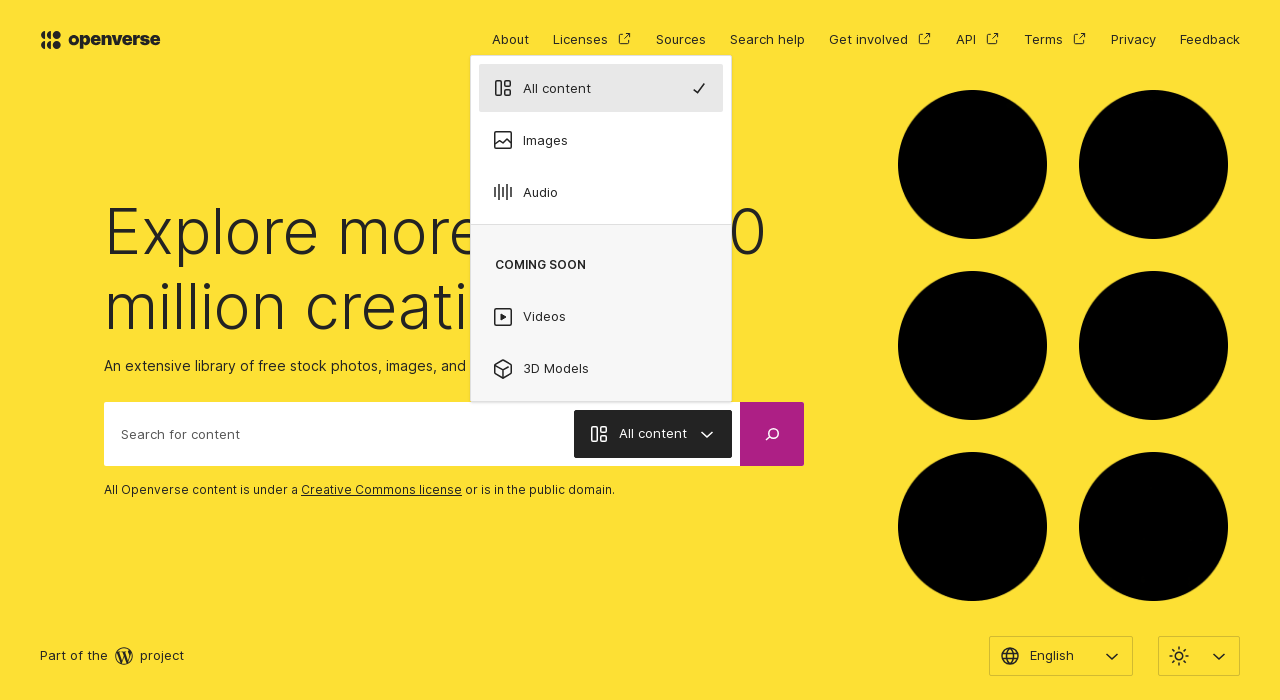 openverse
About Licenses Sources Search help Get involved API Terms Privacy Feedback
All content
Images
Audio
Explore more 0
million creati
COMING SOON
Videos
3D Models
An extensive library of free stock photos, images, and
Search for content
All content
All Openverse content is under a Creative Commons license or is in the public domain.
Part of the project
English